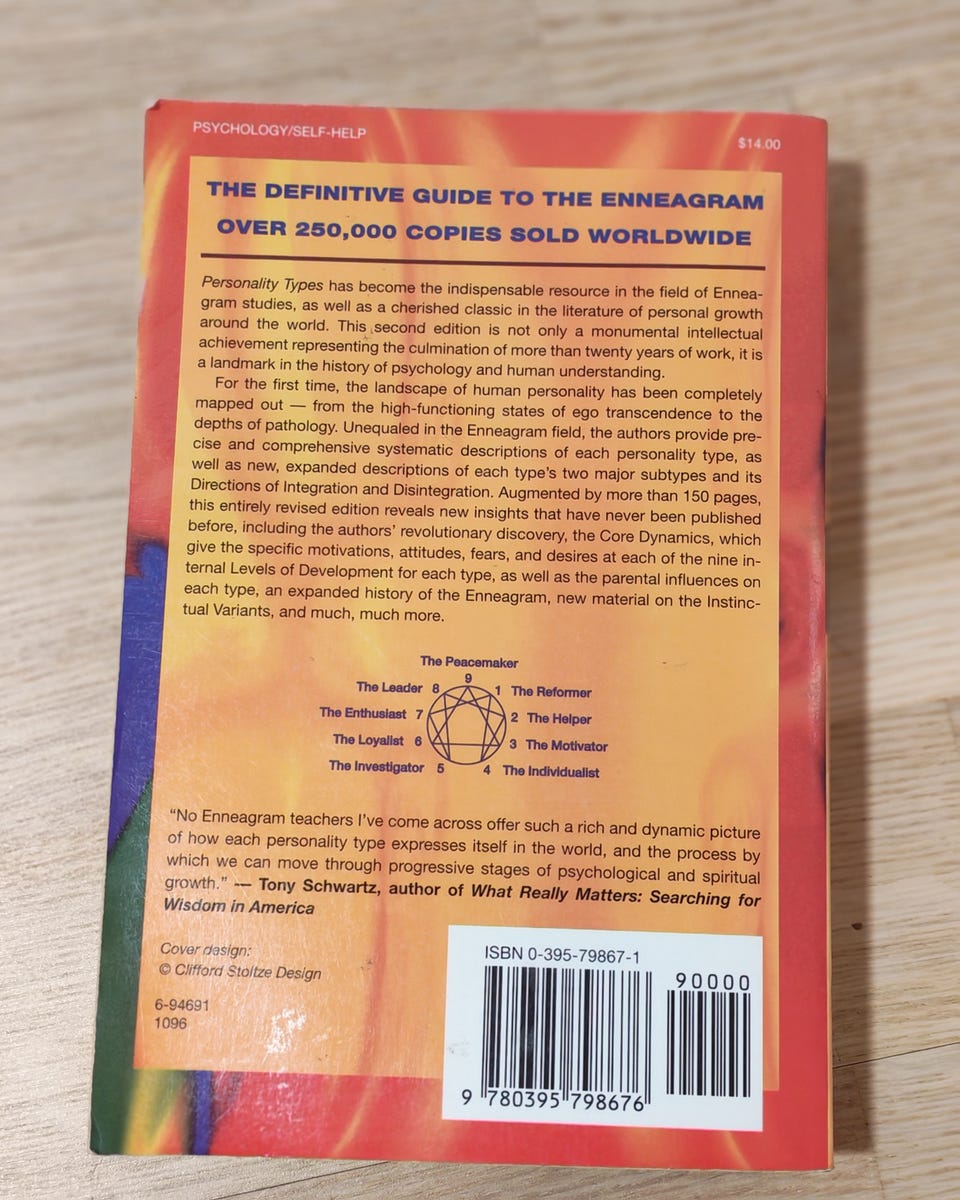 PSYCHOLOGY/SELF-HELP
$14.00
THE DEFINITIVE GUIDE TO THE ENNEAGRAM
OVER 250,000 COPIES SOLD WORLDWIDE
Personality Types has become the indispensable resource in the field of Ennea-
gram studies, as well as a cherished classic in the literature of personal growth
around the world. This second edition is not only a monumental intellectual
achievement representing the culmination of more than twenty years of work, it is
a landmark in the history of psychology and human understanding.
For the first time, the landscape of human personality has been completely
mapped out — from the high-functioning states of ego transcendence to the
depths of pathology. Unequaled in the Enneagram field, the authors provide pre-
cise and comprehensive systematic descriptions of each personality type, as
well as new, expanded descriptions of each type's two major subtypes and its
Directions of Integration and Disintegration. Augmented by more than 150 pages,
this entirely revised edition reveals new insights that have never been published
before, including the authors' revolutionary discovery, the Core Dynamics, which
give the specific motivations, attitudes, fears, and desires at each of the nine in-
ternal Levels of Development for each type, as well as the parental influences on
each type, an expanded history of the Enneagram, new material on the Instinc-
tual Variants, and much, much more.
The Peacemaker
9
The Leader 8 1 The Reformer
The Enthusiast 7 2 The Helper
The Loyalist 6 3 The Motivator
The Investigator 5 4 The Individualist
"No Enneagram teachers I've come across offer such a rich and dynamic picture
of how each personality type expresses itself in the world, and the process by
which we can move through progressive stages of psychological and spiritual
growth." — Tony Schwartz, author of What Really Matters: Searching for
Wisdom in America
Cover design:
© Clifford Stoltze Design
6-94691
1096
ISBN 0-395-79867-1
90000
9 780395 798676